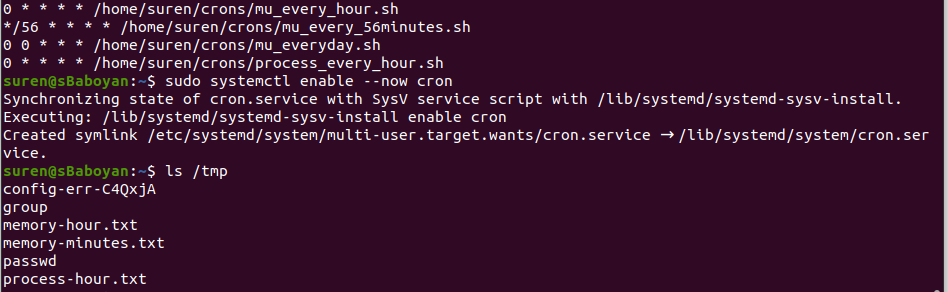 0 * * * * /home/suren/crons/mu_every_hour.sh
*/56 * * * * /home/suren/crons/mu_every_56minutes.sh
0 0 * * * /home/suren/crons/mu_everyday.sh
0 * * * * /home/suren/crons/process_every_hour.sh
suren@sBaboyan:~$ sudo systemctl enable --now cron
Synchronizing state of cron.service with SysV service script with /lib/systemd/systemd-sysv-install.
Executing: /lib/systemd/systemd-sysv-install enable cron
Created symlink /etc/systemd/system/multi-user.target.wants/cron.service → /lib/systemd/system/cron.ser
vice.
suren@sBaboyan:~$ ls /tmp
config-err-C4QxjA
group
memory-hour.txt
memory-minutes.txt
passwd
process-hour.txt